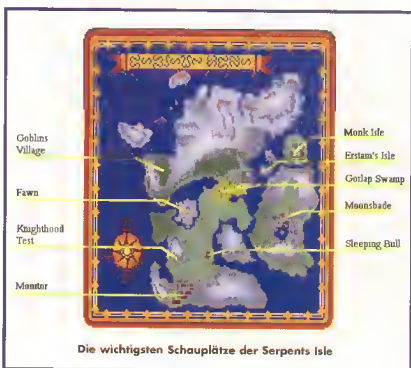 Goblins
Village
Fawn
Knighthood
Test
Monitor
Monk Isle
Erstam's Isle
Gorlap Swamp
Moonshade
Sleeping Bull
Die wichtigsten Schauplätze der Serpents Isle